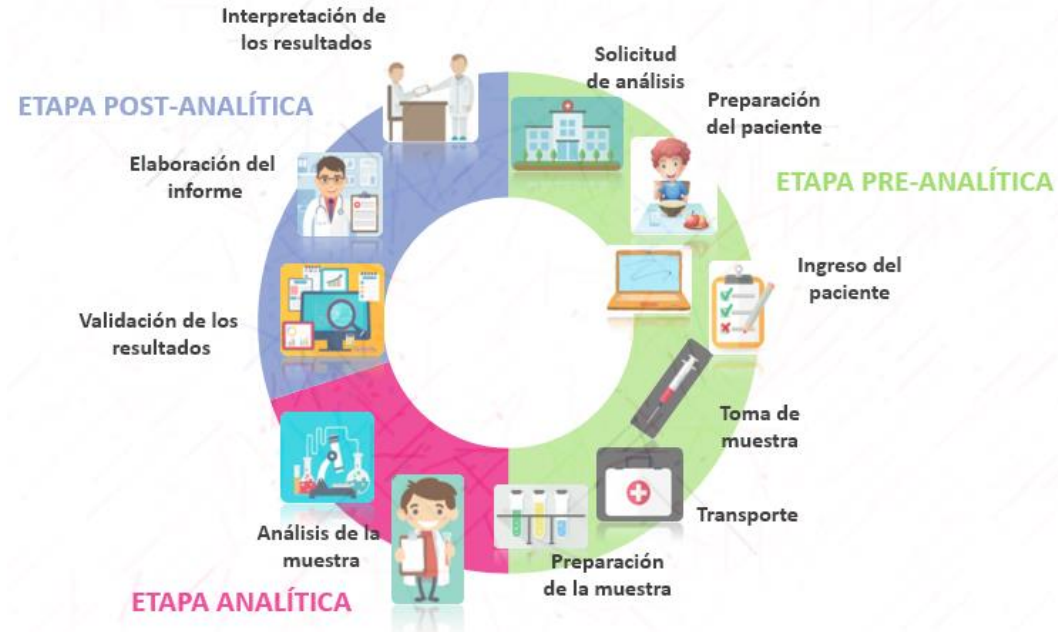 Interpretación de
los resultados
Solicitud
de análisis
Preparación
del paciente
ETAPA POST-ANALÍTICA
ETAPA PRE-ANALÍTICA
Elaboración del
informe
Ingreso del
paciente
Validación de los
resultados
Toma de
muestra
Transporte
Análisis de la
muestra
Preparación
de la muestra
ETAPA ANALÍTICA